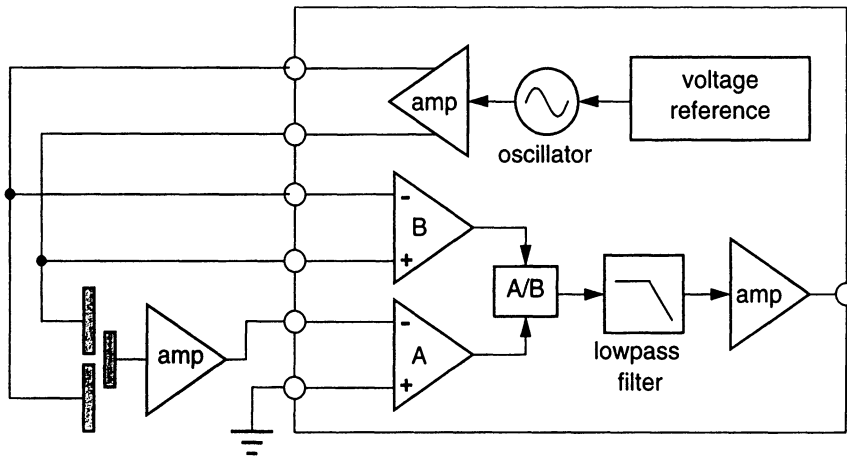 amp
oscillator
voltage
reference
-
B
+
A/B
amp
-
A
+
lowpass
filter
amp